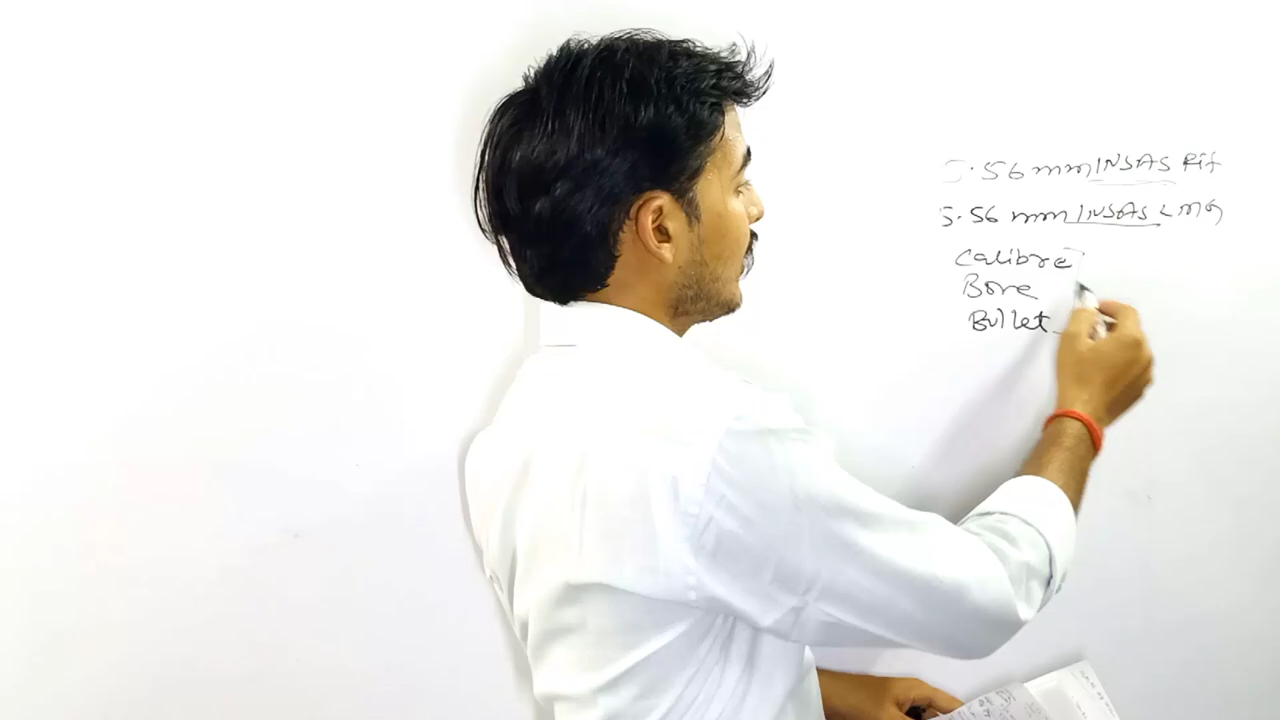 5.56 mm INSAS Rif
5.56 mm INSAS LMG
Calibre
Bore
Bullet